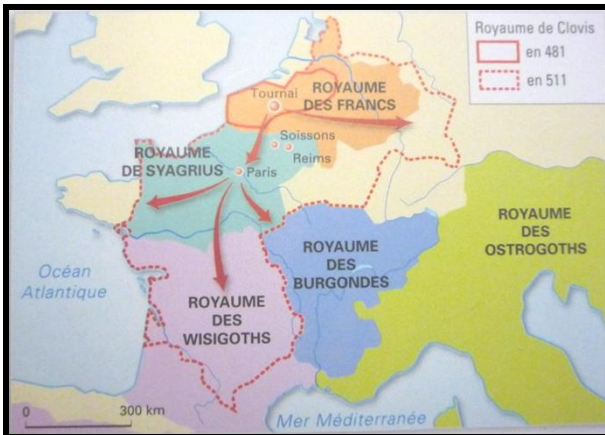 Royaume de Clovis
en 481
en 511
ROYAUME
DES FRANCS
Tournai
Soissons
Reims
ROYAUME
DE SYAGRIUS
Paris
ROYAUME
DES
OSTROGOTHS
ROYAUME
DES
BURGONDES
Océan
Atlantique
ROYAUME
DES
WISIGOTHS
0 300 km
Mer Méditerranée